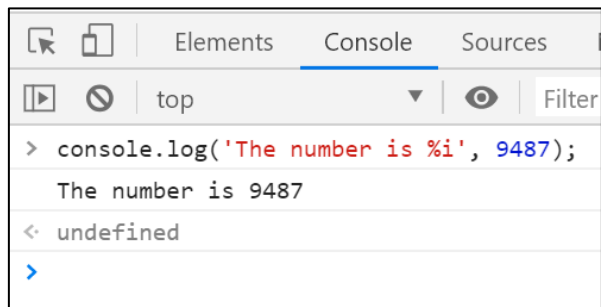 Elements Console Sources
top Filter
> console.log('The number is %i', 9487);
The number is 9487
undefined
>